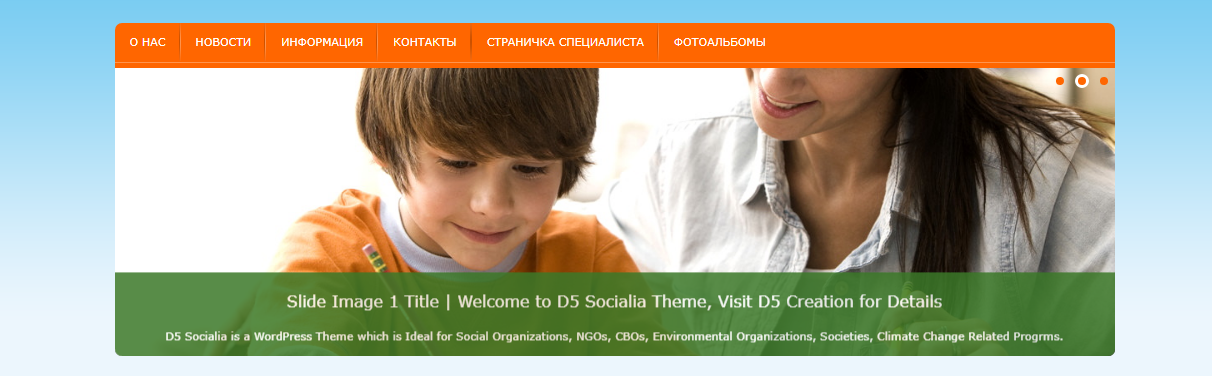 О НАС НОВОСТИ ИНФОРМАЦИЯ КОНТАКТЫ СТРАНИЧКА СПЕЦИАЛИСТА ФОТОАЛЬБОМЫ
Slide Image 1 Title | Welcome to D5 Socialia Theme, Visit D5 Creation for Details
D5 Socialia is a WordPress Theme which is Ideal for Social Organizations, NGOs, CBOs, Environmental Organizations, Societies, Climate Change Related Progrms.